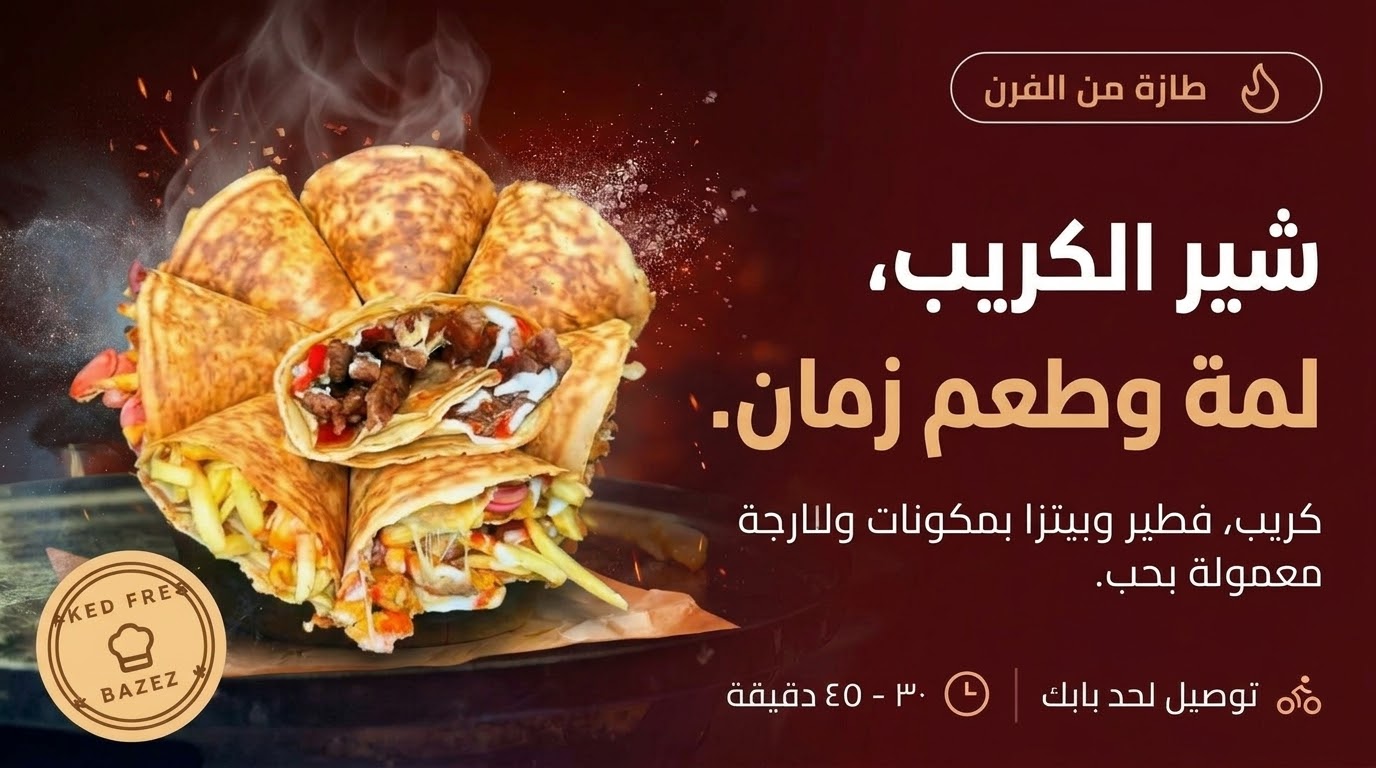 طازة من الفرن
شير الكريب،
لمة وطعم زمان.
كريب، فطير وبيتزا بمكونات
معمولة بحب.
توصيل لحد بابك
٣٠ - ٤٥ دقيقة
KED FRE
BAZEZ